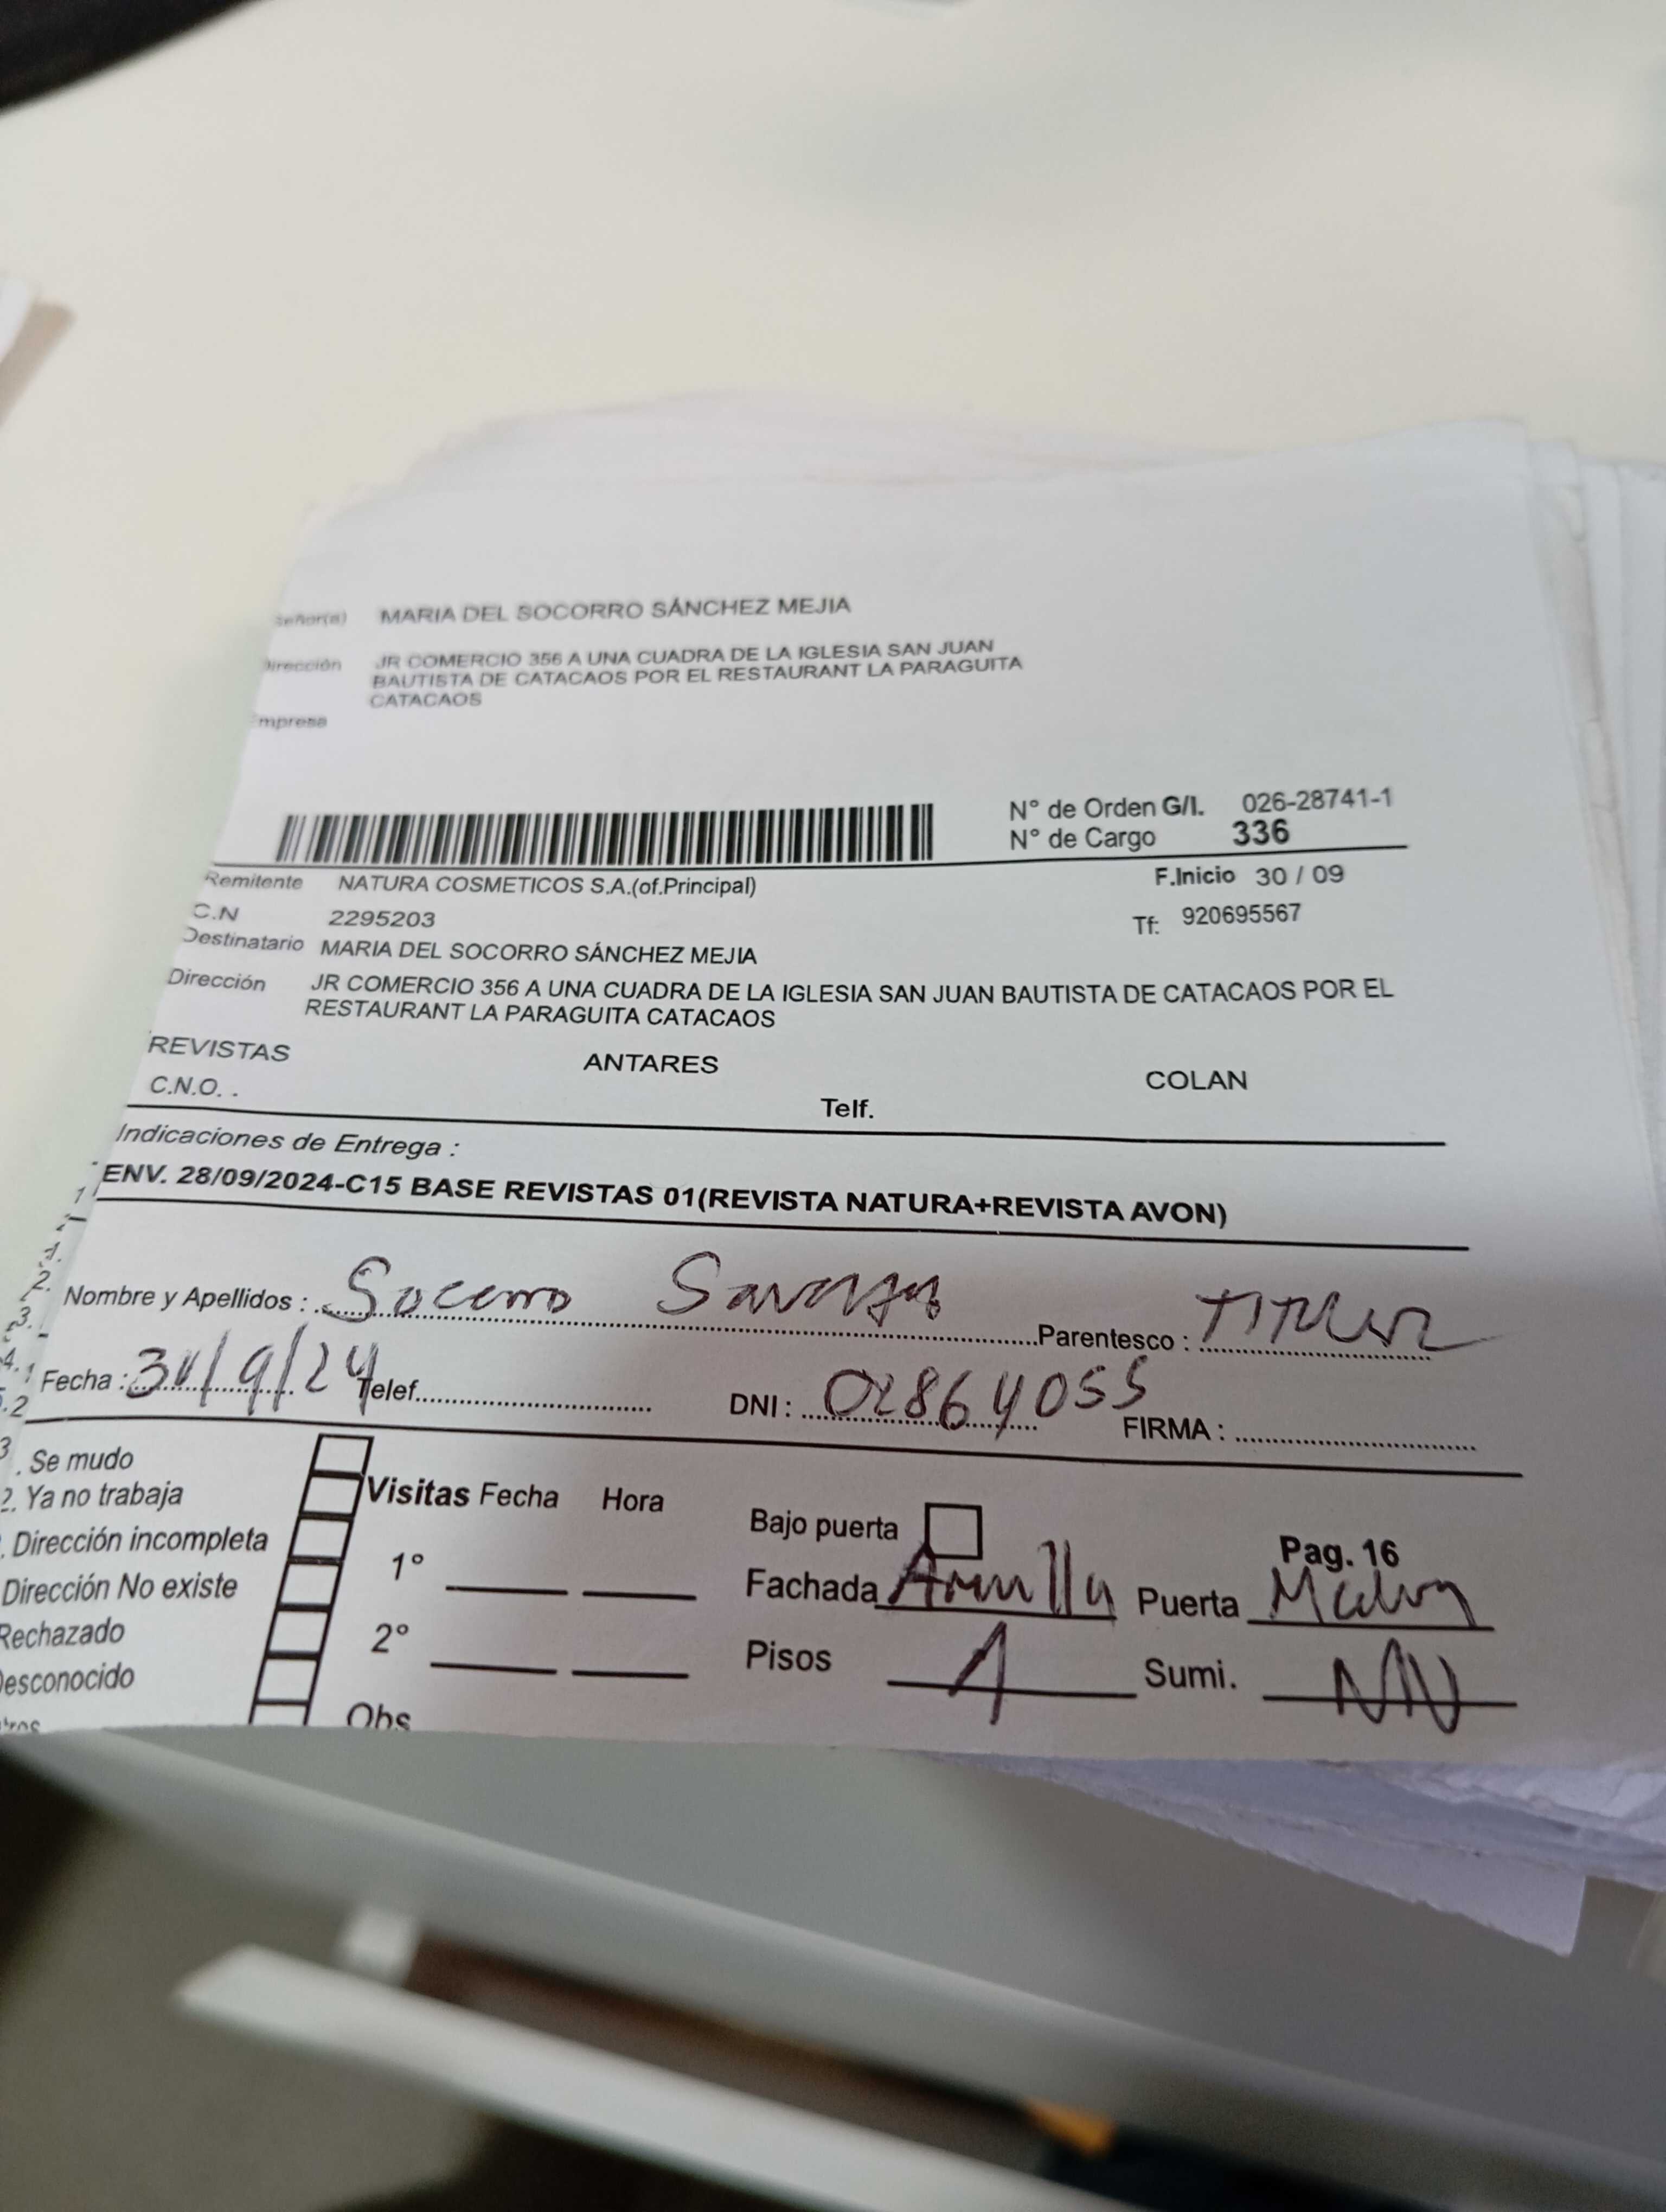 Señor(a) MARIA DEL SOCORRO SÁNCHEZ MEJIA
Dirección JR COMERCIO 356 A UNA CUADRA DE LA IGLESIA SAN JUAN
BAUTISTA DE CATACAOS POR EL RESTAURANT LA PARAGUITA
CATACAOS
Empresa
N° de Orden G/I. 026-28741-1
N° de Cargo 336
Remitente NATURA COSMETICOS S.A.(of.Principal) F.Inicio 30 / 09
C.N 2295203 Tf: 920695567
Destinatario MARIA DEL SOCORRO SÁNCHEZ MEJIA
Dirección JR COMERCIO 356 A UNA CUADRA DE LA IGLESIA SAN JUAN BAUTISTA DE CATACAOS POR EL
RESTAURANT LA PARAGUITA CATACAOS
REVISTAS ANTARES COLAN
C.N.O. . Telf.
Indicaciones de Entrega :
ENV. 28/09/2024-C15 BASE REVISTAS 01(REVISTA NATURA+REVISTA AVON)
Nombre y Apellidos : Socorro Parentesco : TITULAR
Fecha : 30/9/24 Telef. DNI : 02864055 FIRMA :
. Se mudo
2. Ya no trabaja Visitas Fecha Hora Bajo puerta
. Dirección incompleta 1° Pag. 16
Dirección No existe Fachada Puerta
Rechazado 2° Pisos 1 Sumi. NN
Desconocido
Obs